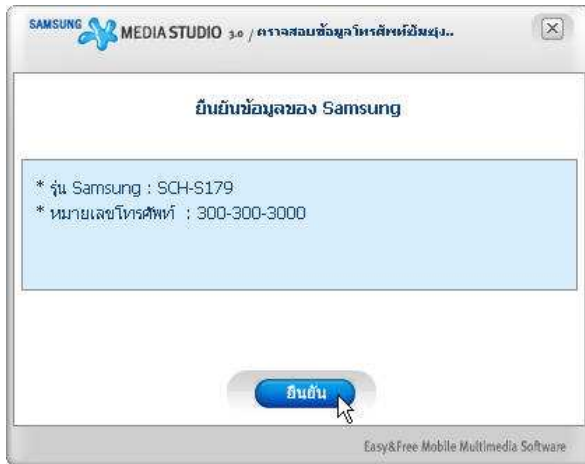 SAMSUNG MEDIA STUDIO 3.0 / ตรวจสอบข้อมูลโทรศัพท์ซัมซุง..
ยืนยันข้อมูลของ Samsung
* รุ่น Samsung : SCH-S179
* หมายเลขโทรศัพท์ : 300-300-3000
ยืนยัน
Easy&Free Mobile Multimedia Software